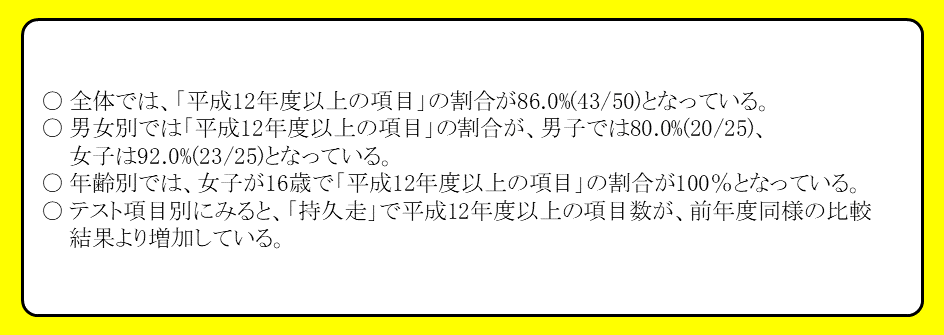 ○ 全体では、「平成12年度以上の項目」の割合が86.0%(43/50)となっている。
○ 男女別では「平成12年度以上の項目」の割合が、男子では80.0%(20/25)、
女子は92.0%(23/25)となっている。
○ 年齢別では、女子が16歳で「平成12年度以上の項目」の割合が100%となっている。
○ テスト項目別にみると、「持久走」で平成12年度以上の項目数が、前年度同様の比較
結果より増加している。